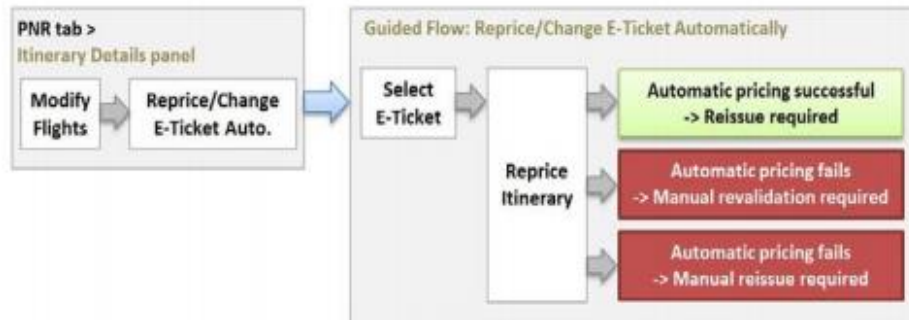 PNR tab >
Itinerary Details panel
Modify
Flights
Reprice/Change
E-Ticket Auto.
Guided Flow: Reprice/Change E-Ticket Automatically
Select
E-Ticket
Reprice
Itinerary
Automatic pricing successful
-> Reissue required
Automatic pricing fails
-> Manual revalidation required
Automatic pricing fails
-> Manual reissue required